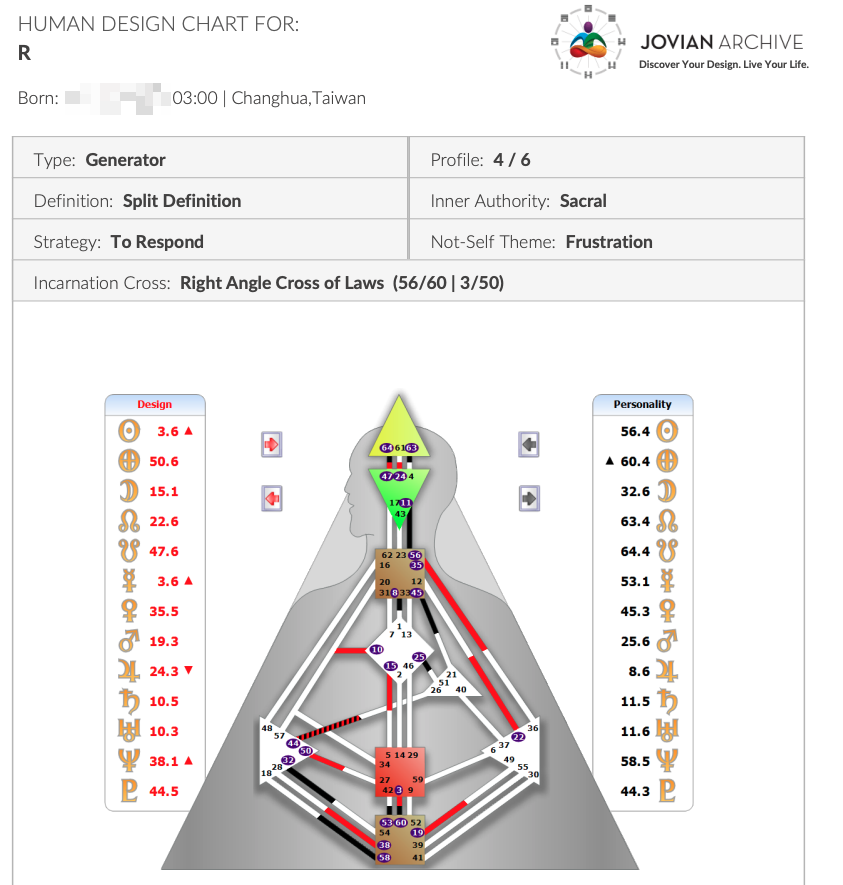 HUMAN DESIGN CHART FOR:
R
JOVIAN ARCHIVE
Discover Your Design. Live Your Life.
Born: 03:00 | Changhua,Taiwan
Type: Generator
Profile: 4 / 6
Definition: Split Definition
Inner Authority: Sacral
Strategy: To Respond
Not-Self Theme: Frustration
Incarnation Cross: Right Angle Cross of Laws (56/60 | 3/50)
Design
3.6
50.6
15.1
22.6
47.6
3.6
35.5
19.3
24.3
10.5
10.3
38.1
44.5
64 61 63
47 24 4
17 11
43
62 23 56
16 35
20 12
31 8 33 45
1
7 13
10 25
15 46
2
21
51
26 40
48
57
44
50
32
28
18
36
22
37
6
49
55
30
5 14 29
34
27 59
42 3 9
53 60 52
54 19
38 39
58 41
Personality
56.4
60.4
32.6
63.4
64.4
53.1
45.3
25.6
8.6
11.5
11.6
58.5
44.3